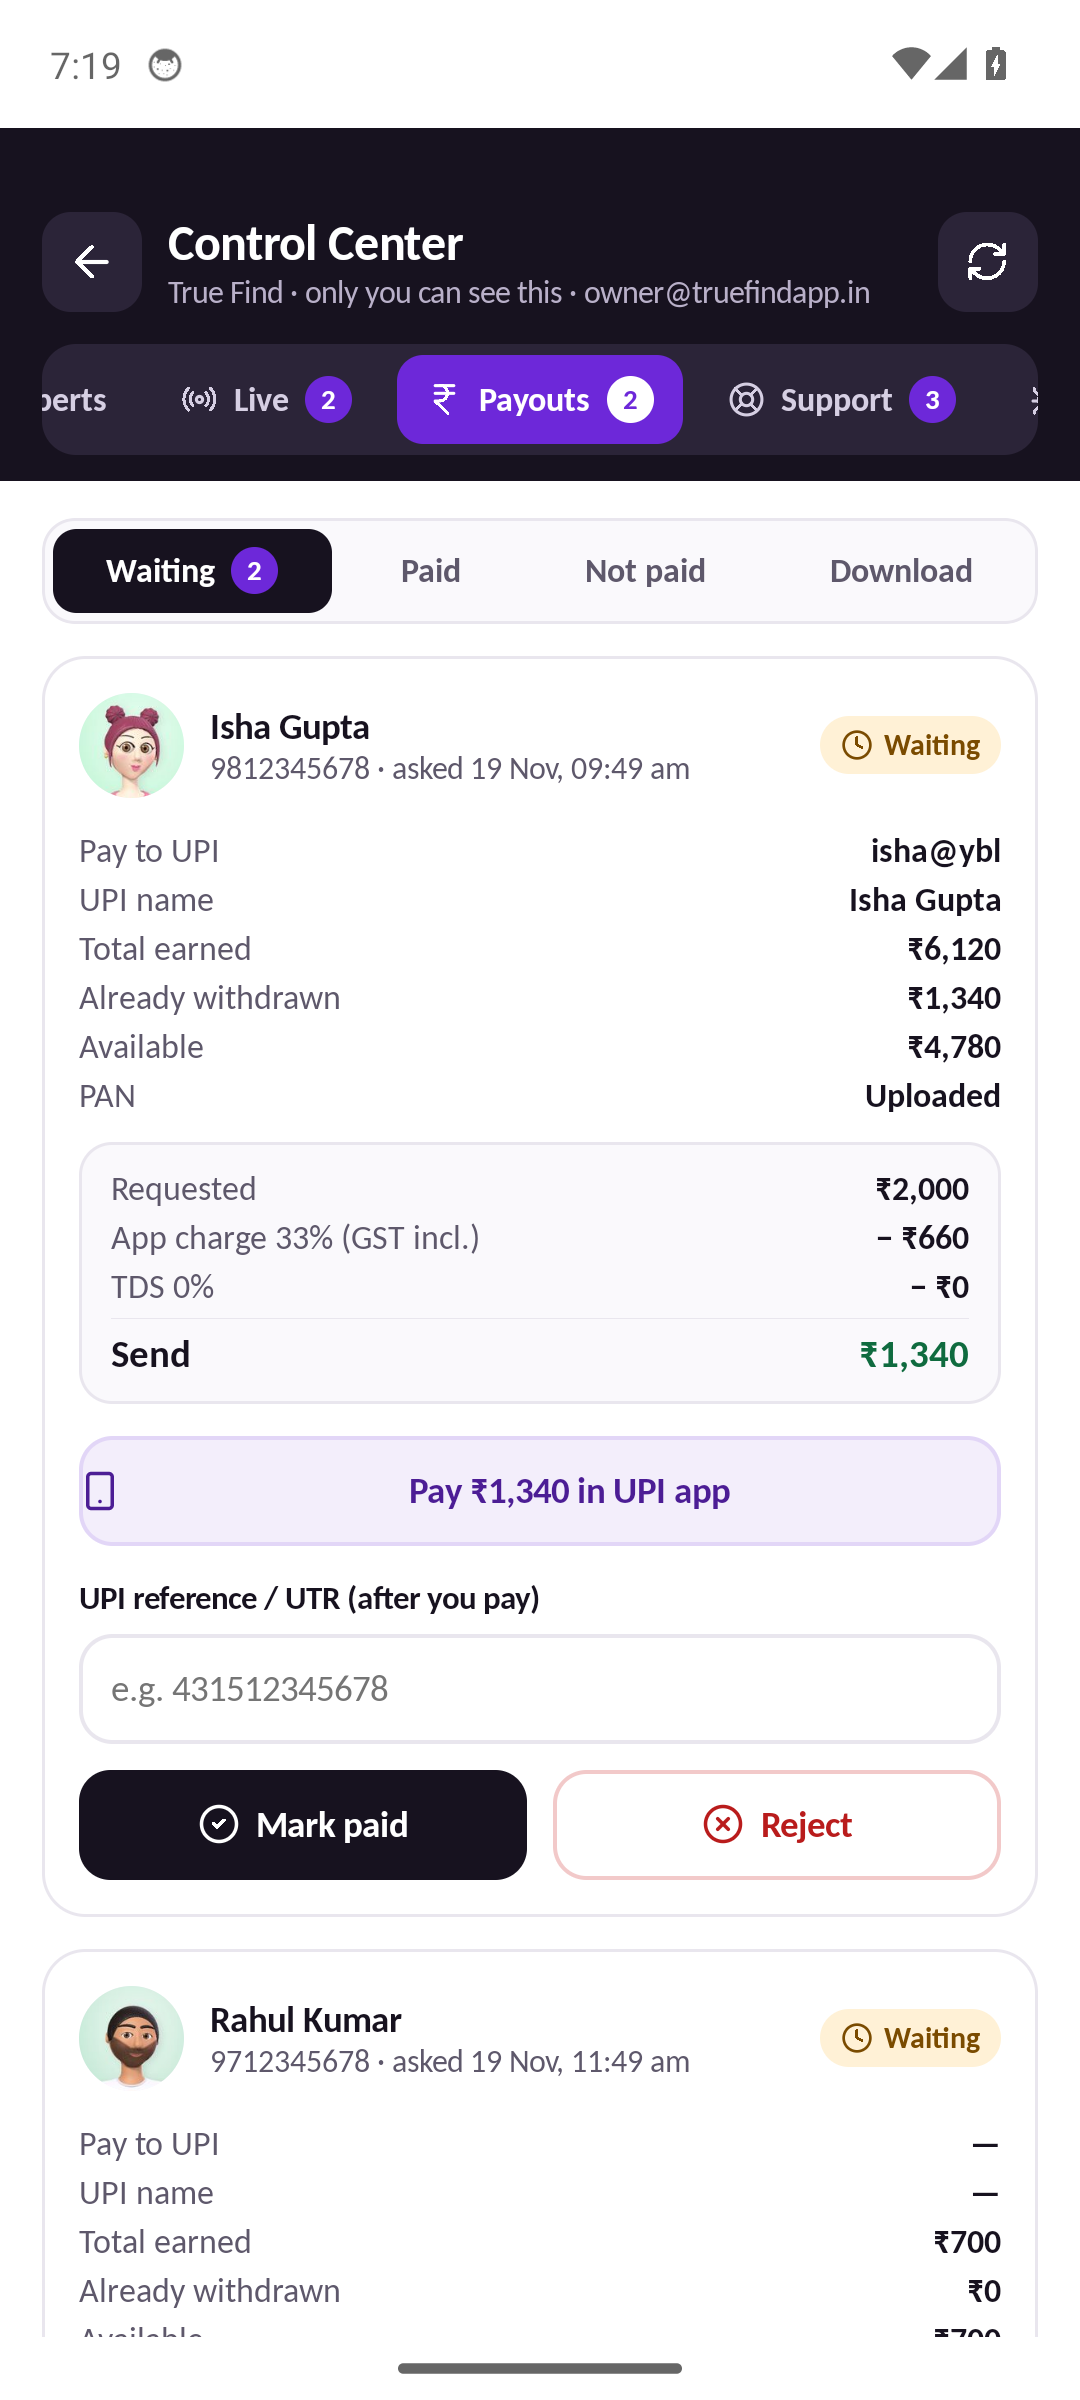 7:19
Control Center
True Find · only you can see this · owner@truefindapp.in
perts
Live 2
Payouts 2
Support 3
Waiting 2
Paid
Not paid
Download
Isha Gupta
9812345678 · asked 19 Nov, 09:49 am
Waiting
Pay to UPI isha@ybl
UPI name Isha Gupta
Total earned ₹6,120
Already withdrawn ₹1,340
Available ₹4,780
PAN Uploaded
Requested ₹2,000
App charge 33% (GST incl.) − ₹660
TDS 0% − ₹0
Send ₹1,340
Pay ₹1,340 in UPI app
UPI reference / UTR (after you pay)
e.g. 431512345678
Mark paid
Reject
Rahul Kumar
9712345678 · asked 19 Nov, 11:49 am
Waiting
Pay to UPI —
UPI name —
Total earned ₹700
Already withdrawn ₹0
Available ₹700